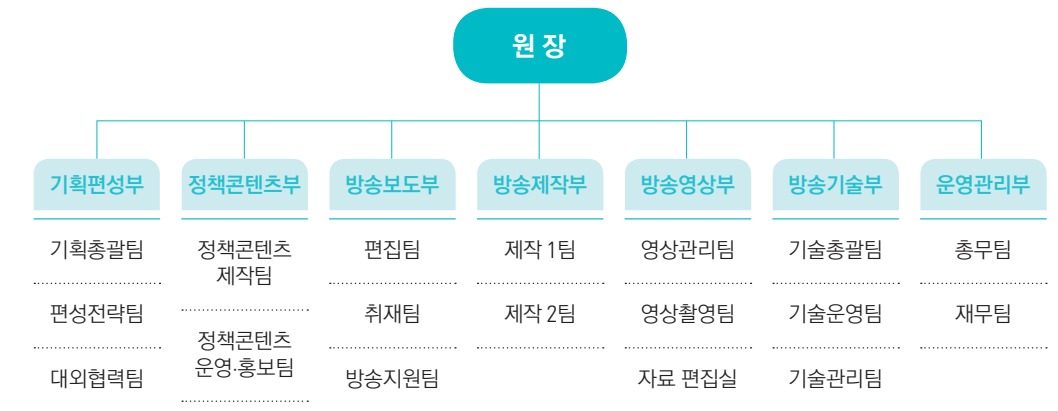 원 장
기획편성부
기획총괄팀
편성전략팀
대외협력팀
정책콘텐츠부
정책콘텐츠
제작팀
정책콘텐츠
운영·홍보팀
방송보도부
편집팀
취재팀
방송지원팀
방송제작부
제작 1팀
제작 2팀
방송영상부
영상관리팀
영상촬영팀
자료 편집실
방송기술부
기술총괄팀
기술운영팀
기술관리팀
운영관리부
총무팀
재무팀